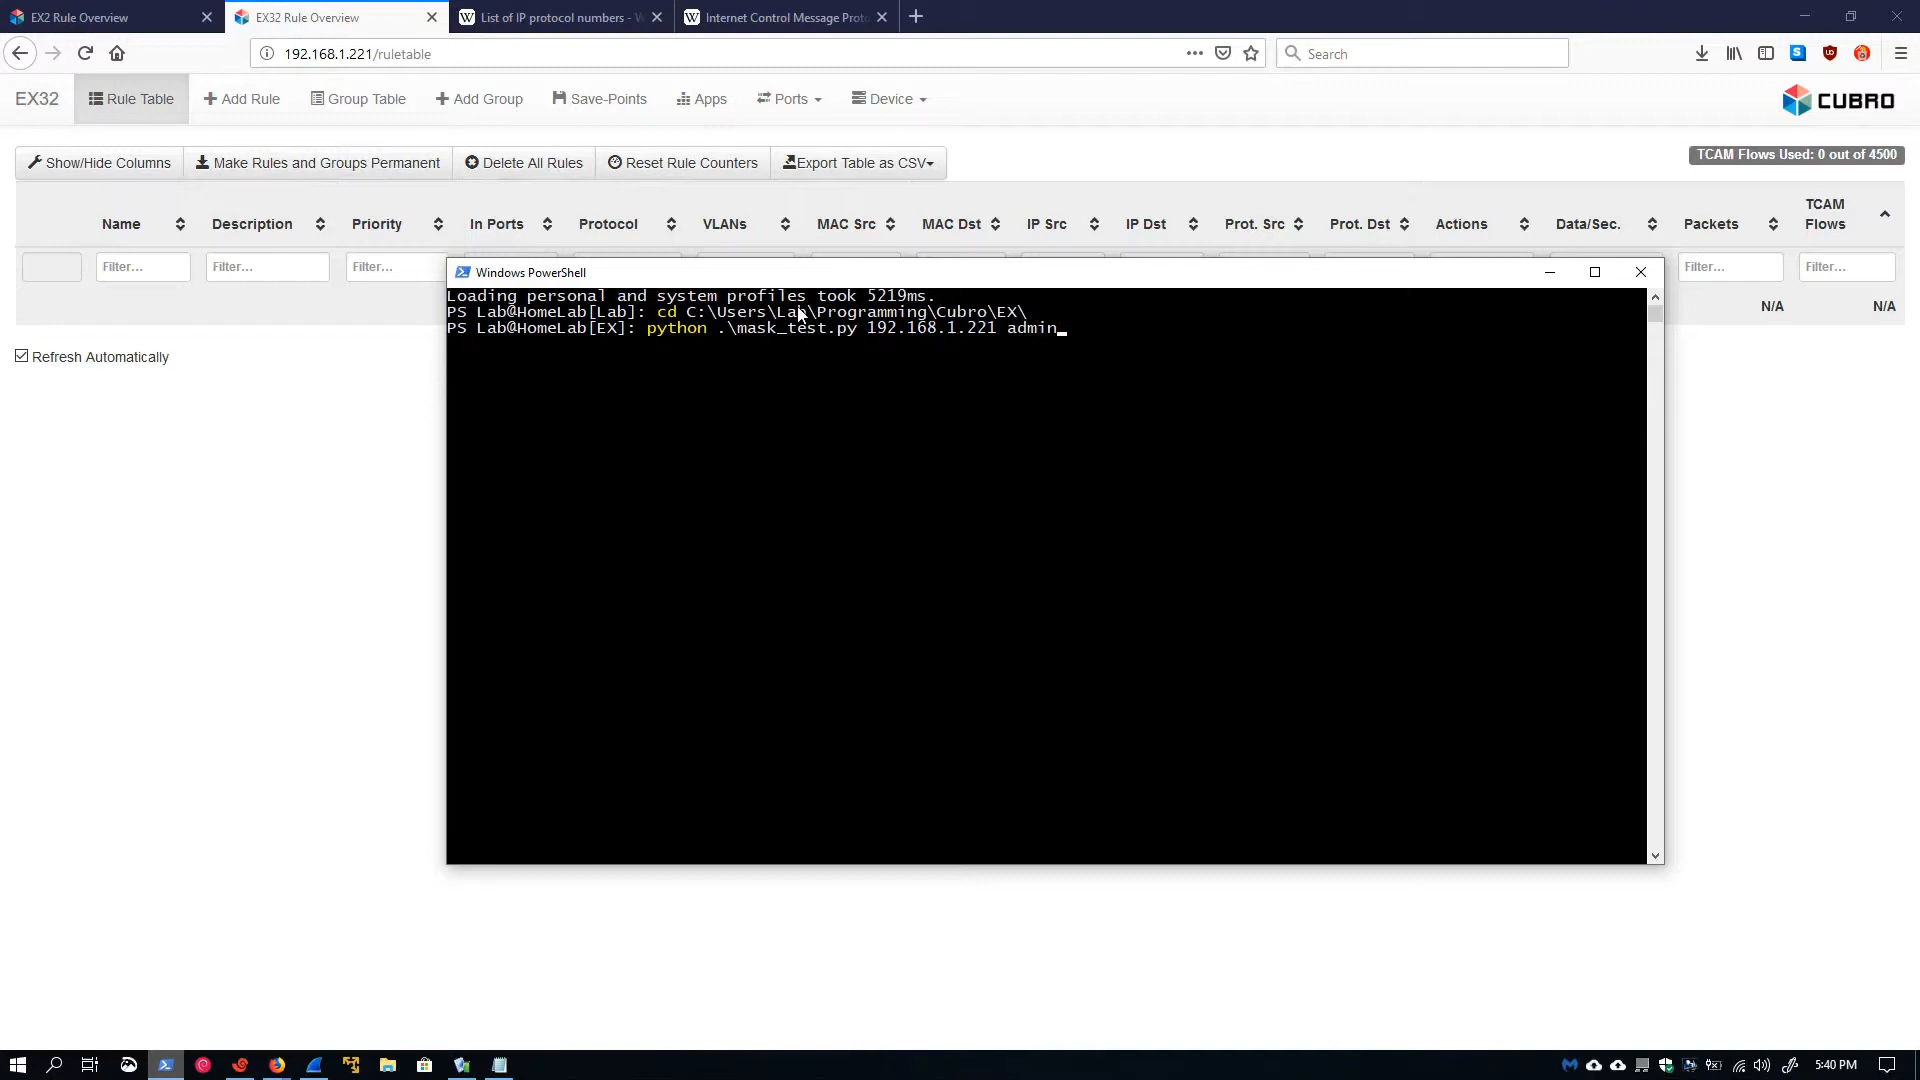 EX2 Rule Overview
EX32 Rule Overview
List of IP protocol numbers - W
Internet Control Message Proto
192.168.1.221/ruletable
Search
EX32
Rule Table
Add Rule
Group Table
Add Group
Save-Points
Apps
Ports
Device
CUBRO
Show/Hide Columns
Make Rules and Groups Permanent
Delete All Rules
Reset Rule Counters
Export Table as CSV
TCAM Flows Used: 0 out of 4500
Name
Description
Priority
In Ports
Protocol
VLANs
MAC Src
MAC Dst
IP Src
IP Dst
Prot. Src
Prot. Dst
Actions
Data/Sec.
Packets
TCAM
Flows
Filter...
Filter...
Filter...
Filter...
Filter...
N/A
N/A
Refresh Automatically
Windows PowerShell
Loading personal and system profiles took 5219ms.
PS Lab@HomeLab[Lab]: cd C:\Users\Lab\Programming\Cubro\EX\
PS Lab@HomeLab[EX]: python .\mask_test.py 192.168.1.221 admin
5:40 PM